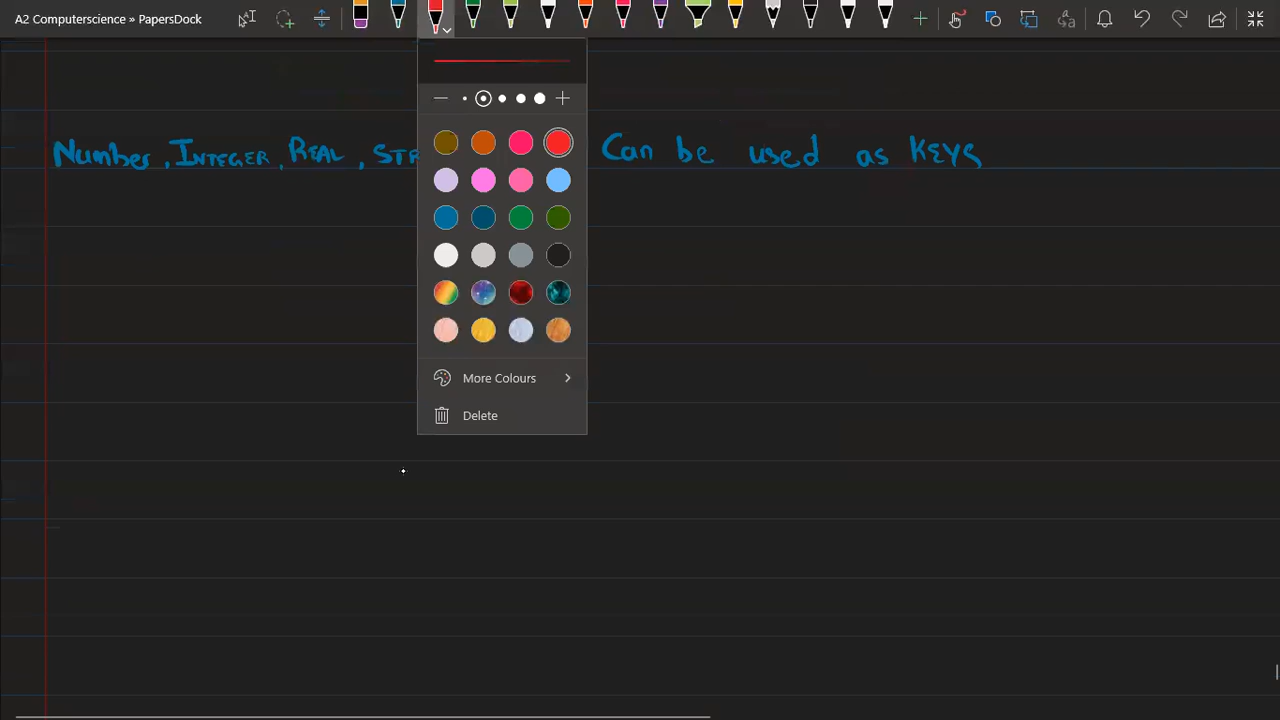 A2 Computerscience » PapersDock
Number, INTEGER, REAL, STR Can be used as KEYS
More Colours
Delete